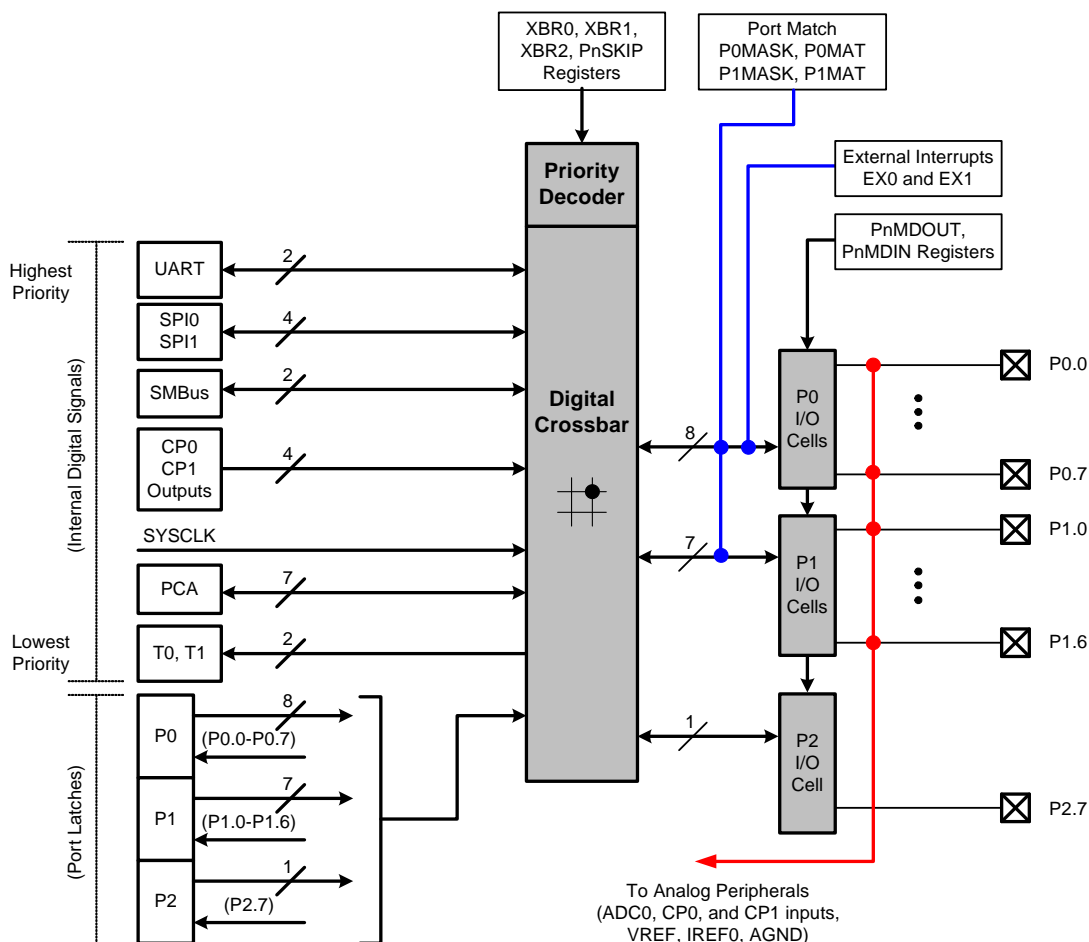 XBR0, XBR1,
XBR2, PnSKIP
Registers
Port Match
P0MASK, P0MAT
P1MASK, P1MAT
External Interrupts
EX0 and EX1
PnMDOUT,
PnMDIN Registers
Priority
Decoder
Digital
Crossbar
Highest
Priority
(Internal Digital Signals)
Lowest
Priority
(Port Latches)
UART
2
SPI0
SPI1
4
SMBus
2
CP0
CP1
Outputs
4
SYSCLK
PCA
7
T0, T1
2
P0
8
(P0.0-P0.7)
P1
7
(P1.0-P1.6)
P2
1
(P2.7)
8
7
1
P0
I/O
Cells
P1
I/O
Cells
P2
I/O
Cell
P0.0
P0.7
P1.0
P1.6
P2.7
To Analog Peripherals
(ADC0, CP0, and CP1 inputs,
VREF, IREF0, AGND)